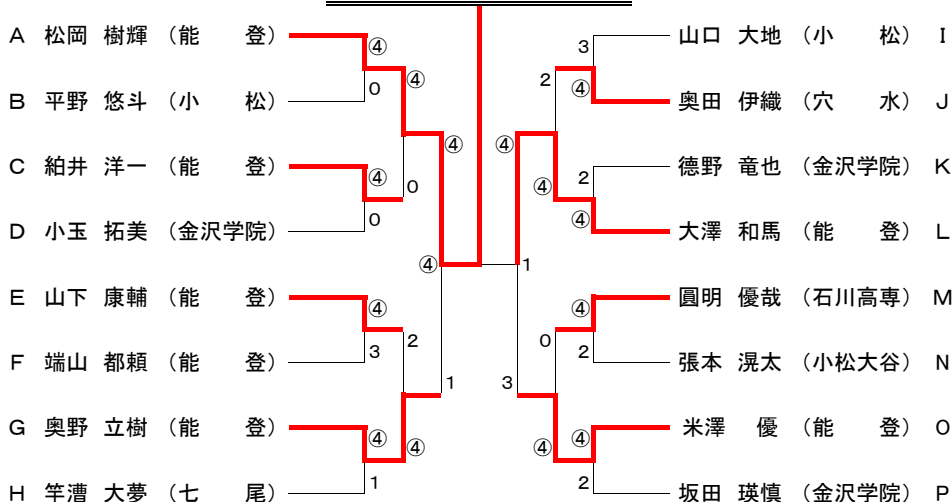 A 松岡 樹輝 （能 登） ④ 3 山口 大地 （小 松） I
④ 2
B 平野 悠斗 （小 松） 0 ④ 奥田 伊織 （穴 水） J
④ ④
C 絈井 洋一 （能 登） ④ 2 德野 竜也 （金沢学院） K
0 ④
D 小玉 拓美 （金沢学院） 0 ④ 大澤 和馬 （能 登） L
④ 1
E 山下 康輔 （能 登） ④ ④ 圓明 優哉 （石川高専） M
2 0
F 端山 都頼 （能 登） 3 2 張本 滉太 （小松大谷） N
1 3
G 奥野 立樹 （能 登） ④ ④ 米澤 優 （能 登） O
④ ④
H 竿漕 大夢 （七 尾） 1 2 坂田 瑛慎 （金沢学院） P